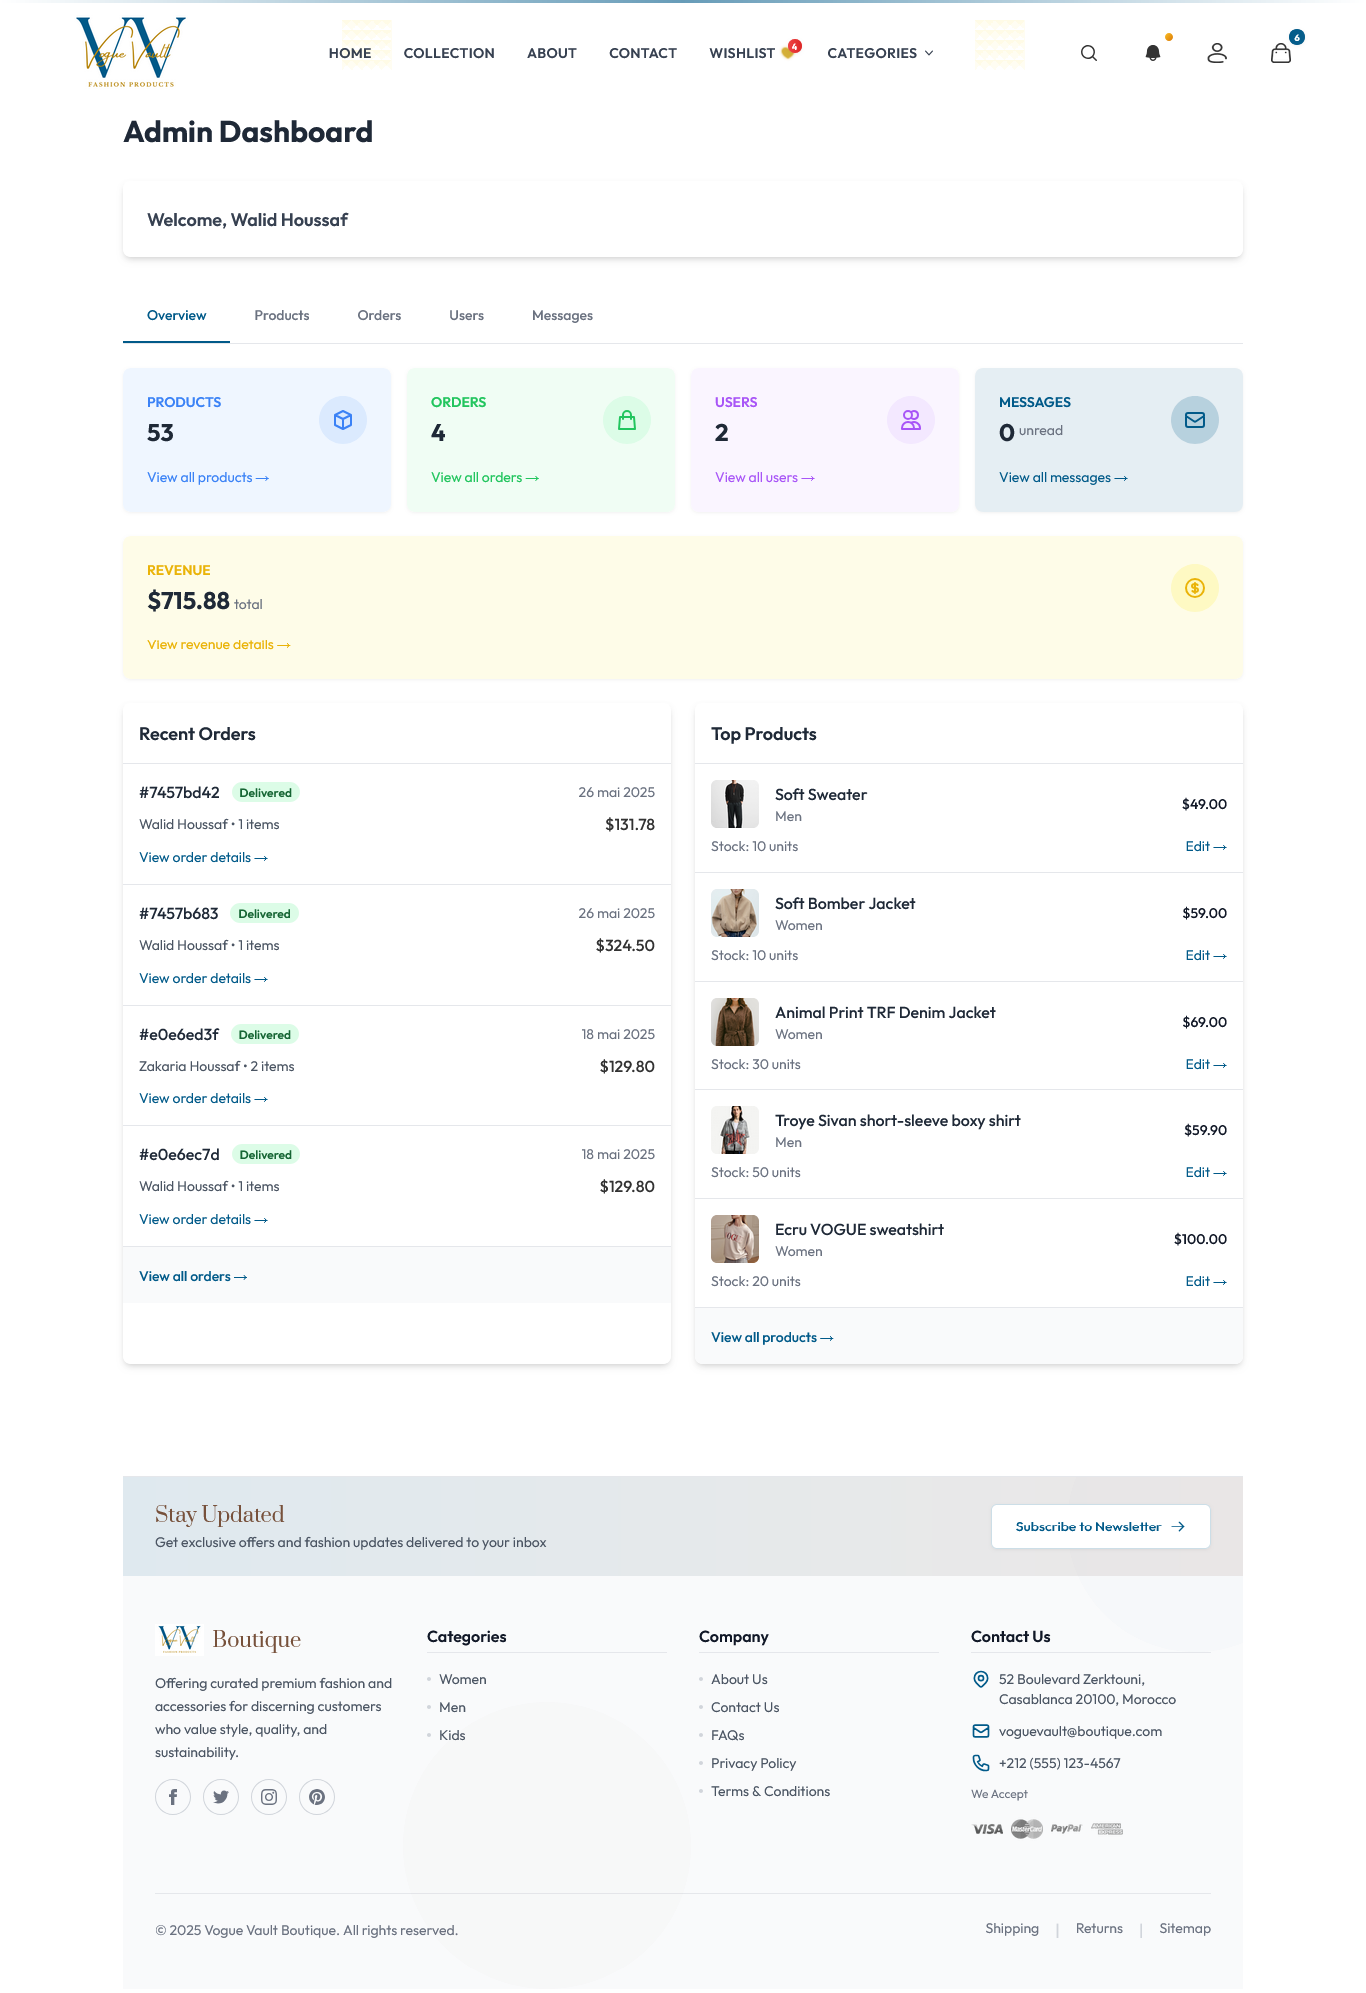 Vogue Vault
FASHION PRODUCTS
HOME
COLLECTION
ABOUT
CONTACT
WISHLIST
4
CATEGORIES
6
Admin Dashboard
Welcome, Walid Houssaf
Overview
Products
Orders
Users
Messages
PRODUCTS
53
View all products →
ORDERS
4
View all orders →
USERS
2
View all users →
MESSAGES
0 unread
View all messages →
REVENUE
$715.88 total
View revenue details →
Recent Orders
#7457bd42 Delivered 26 mai 2025
Walid Houssaf • 1 items $131.78
View order details →
#7457b683 Delivered 26 mai 2025
Walid Houssaf • 1 items $324.50
View order details →
#e0e6ed3f Delivered 18 mai 2025
Zakaria Houssaf • 2 items $129.80
View order details →
#e0e6ec7d Delivered 18 mai 2025
Walid Houssaf • 1 items $129.80
View order details →
View all orders →
Top Products
Soft Sweater
Men
$49.00
Stock: 10 units Edit →
Soft Bomber Jacket
Women
$59.00
Stock: 10 units Edit →
Animal Print TRF Denim Jacket
Women
$69.00
Stock: 30 units Edit →
Troye Sivan short-sleeve boxy shirt
Men
$59.90
Stock: 50 units Edit →
Ecru VOGUE sweatshirt
Women
$100.00
Stock: 20 units Edit →
View all products →
Stay Updated
Get exclusive offers and fashion updates delivered to your inbox
Subscribe to Newsletter →
Boutique
Offering curated premium fashion and
accessories for discerning customers
who value style, quality, and
sustainability.
Categories
• Women
• Men
• Kids
Company
• About Us
• Contact Us
• FAQs
• Privacy Policy
• Terms & Conditions
Contact Us
52 Boulevard Zerktouni,
Casablanca 20100, Morocco
voguevault@boutique.com
+212 (555) 123-4567
We Accept
VISA MasterCard PayPal AMERICAN EXPRESS
© 2025 Vogue Vault Boutique. All rights reserved.
Shipping | Returns | Sitemap